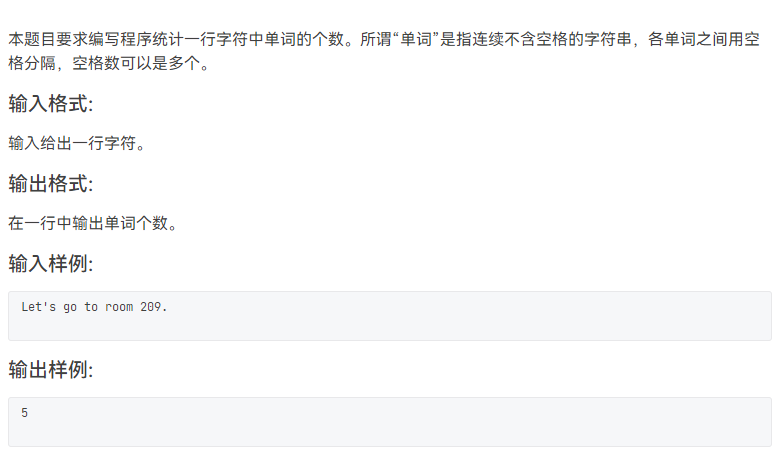 本题目要求编写程序统计一行字符中单词的个数。所谓“单词”是指连续不含空格的字符串，各单词之间用空
格分隔，空格数可以是多个。
输入格式:
输入给出一行字符。
输出格式:
在一行中输出单词个数。
输入样例:
Let's go to room 209.
输出样例:
5